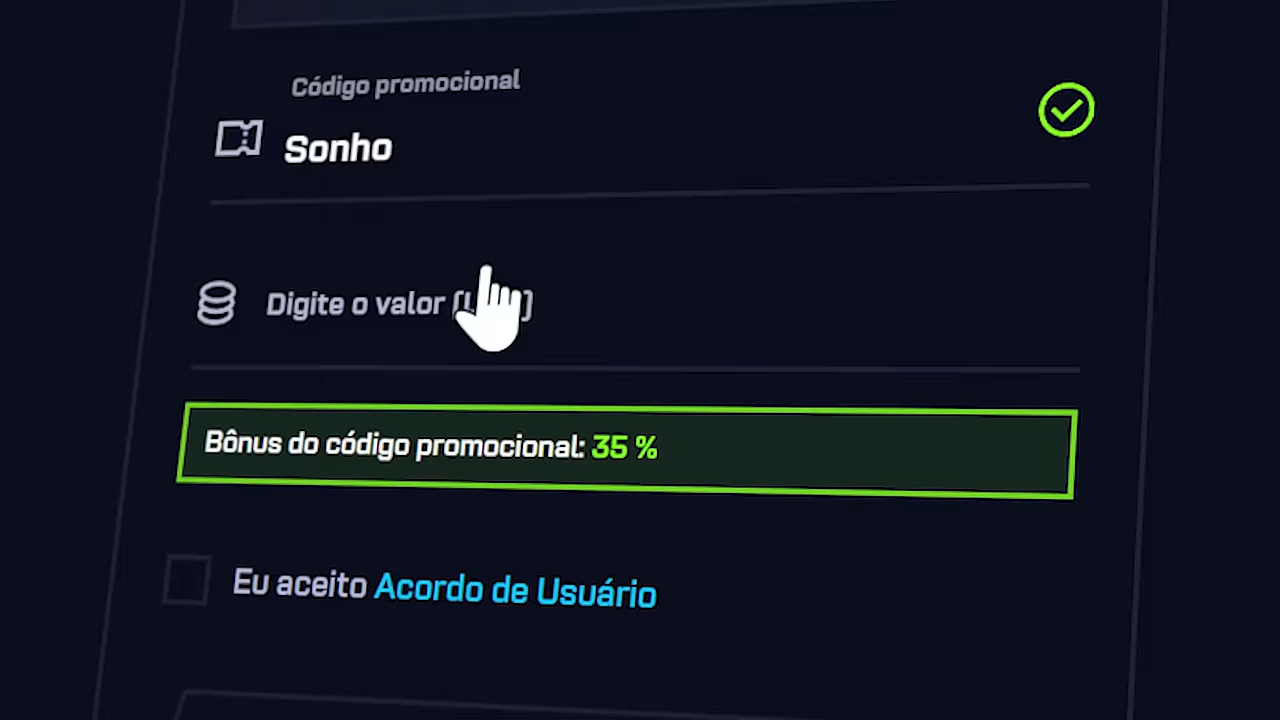 Código promocional
Sonho
Digite o valor
Bônus do código promocional: 35 %
Eu aceito Acordo de Usuário